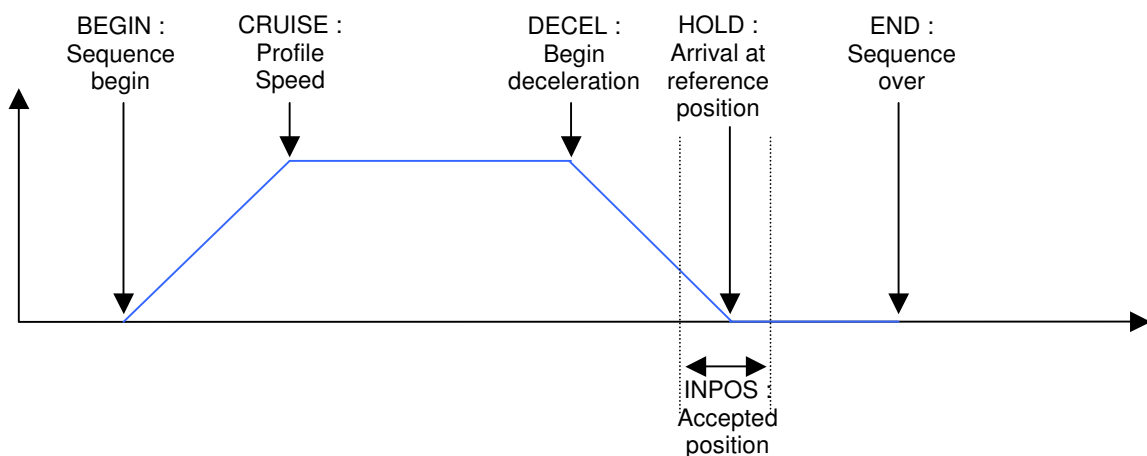 BEGIN :
Sequence
begin
CRUISE :
Profile
Speed
DECEL :
Begin
deceleration
HOLD :
Arrival at
reference
position
END :
Sequence
over
INPOS :
Accepted
position